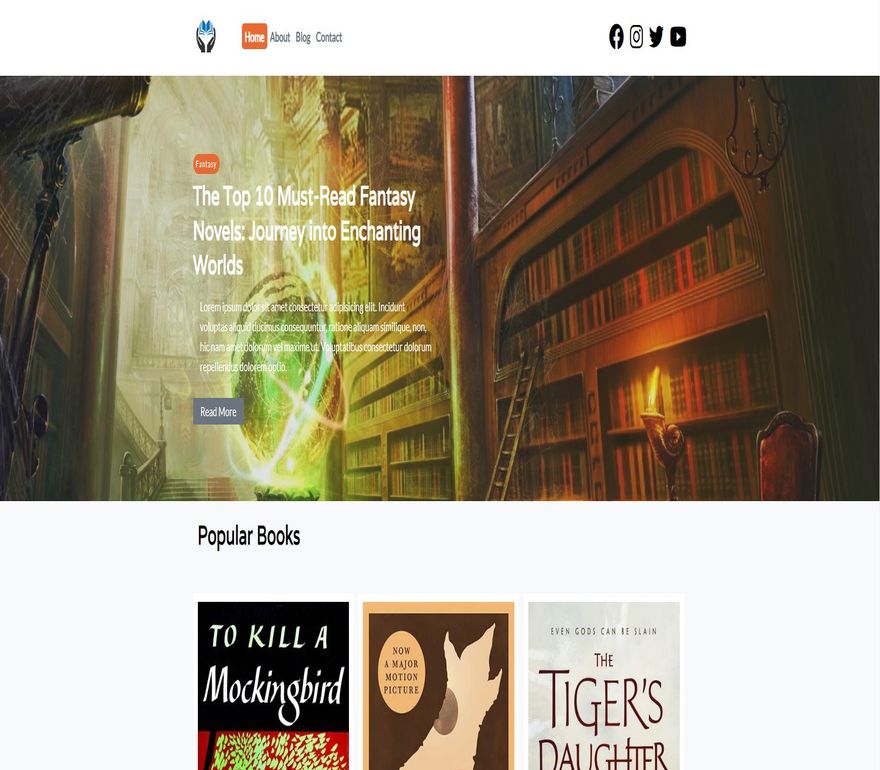 Home About Blog Contact
Fantasy
The Top 10 Must-Read Fantasy
Novels: Journey into Enchanting
Worlds
Lorem ipsum dolor sit amet consectetur adipisicing elit. Incidunt
voluptas aliquid ducimus consequuntur, ratione aliquam similique, non,
hic nam amet dolorum vel maxime ut. Voluptatibus consectetur dolorum
repellendus dolorem optio.
Read More
Popular Books
TO KILL A
Mockingbird
NOW
A MAJOR
MOTION
PICTURE
EVEN GODS CAN BE SLAIN
THE
TIGER'S
DAUGHTER